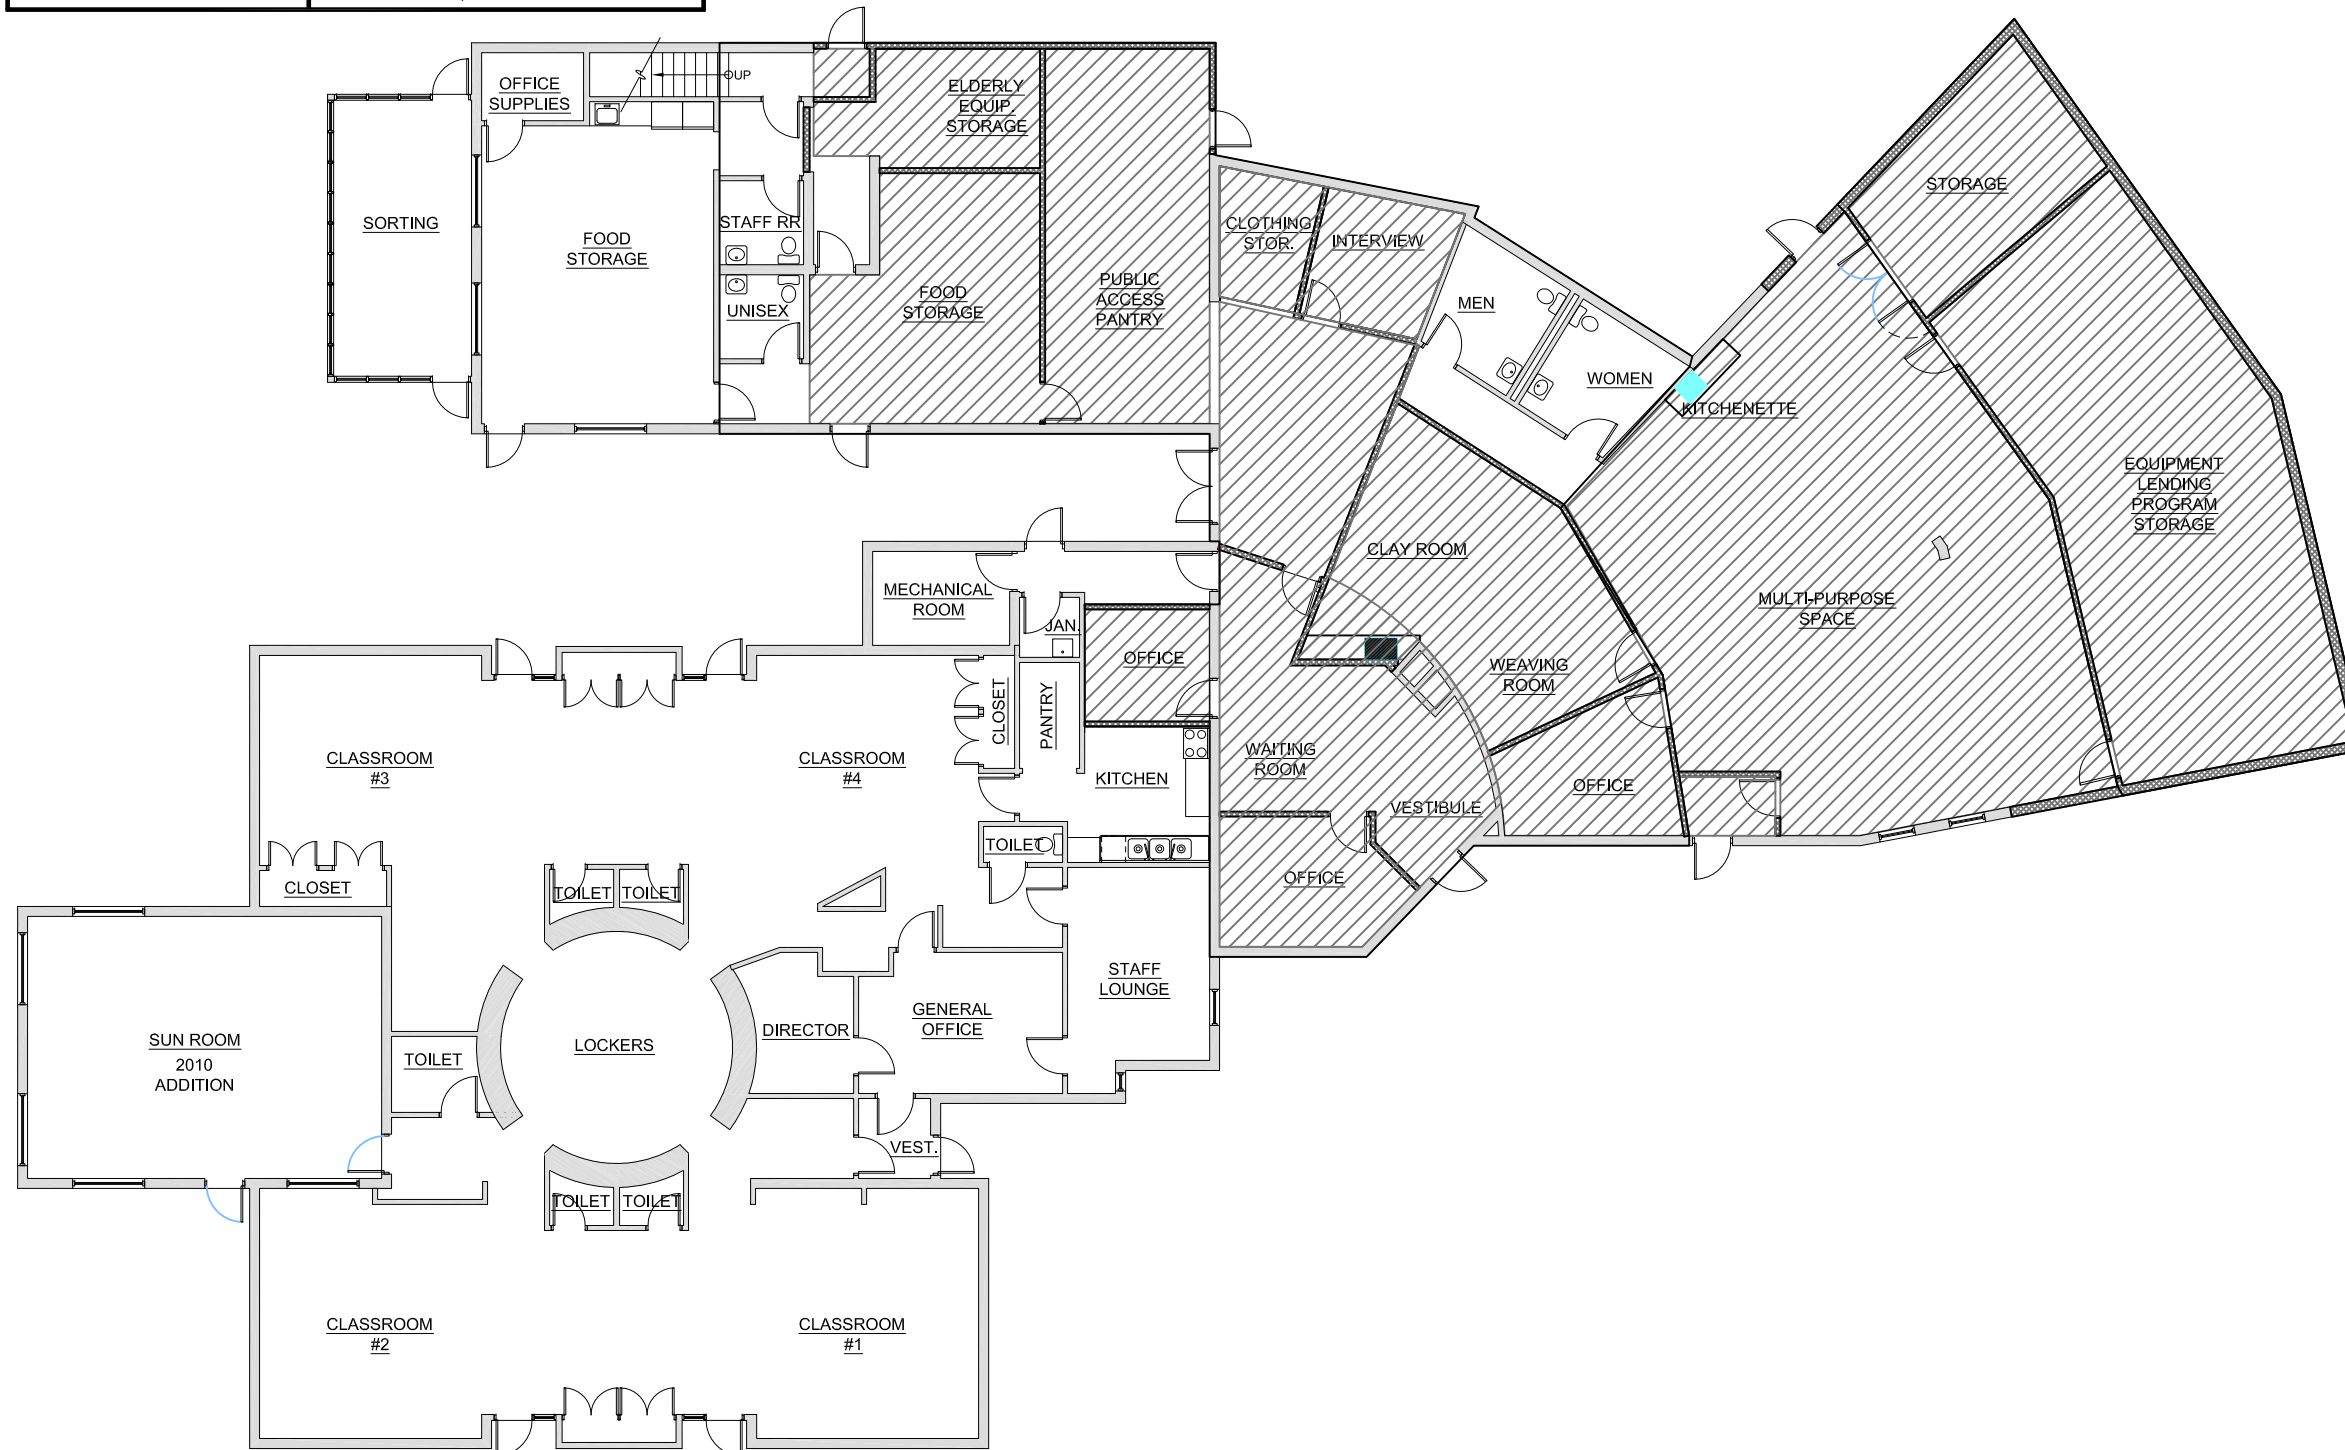 OFFICE
SUPPLIES
UP
ELDERLY
EQUIP.
STORAGE
STORAGE
SORTING
FOOD
STORAGE
STAFF RR
CLOTHING
STOR.
INTERVIEW
UNISEX
FOOD
STORAGE
PUBLIC
ACCESS
PANTRY
MEN
WOMEN
KITCHENETTE
EQUIPMENT
LENDING
PROGRAM
STORAGE
CLAY ROOM
MECHANICAL
ROOM
JAN.
MULTI-PURPOSE
SPACE
OFFICE
WEAVING
ROOM
CLOSET
PANTRY
CLASSROOM
#3
CLASSROOM
#4
KITCHEN
WAITING
ROOM
OFFICE
VESTIBULE
TOILET
CLOSET
TOILET
TOILET
OFFICE
STAFF
LOUNGE
GENERAL
OFFICE
DIRECTOR
LOCKERS
SUN ROOM
2010
ADDITION
TOILET
VEST.
TOILET
TOILET
CLASSROOM
#2
CLASSROOM
#1